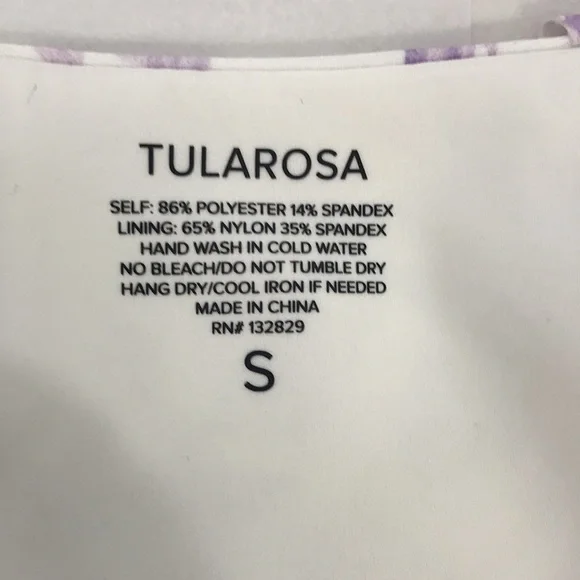 TULAROSA
SELF: 86% POLYESTER 14% SPANDEX
LINING: 65% NYLON 35% SPANDEX
HAND WASH IN COLD WATER
NO BLEACH/DO NOT TUMBLE DRY
HANG DRY/COOL IRON IF NEEDED
MADE IN CHINA
RN# 132829
S